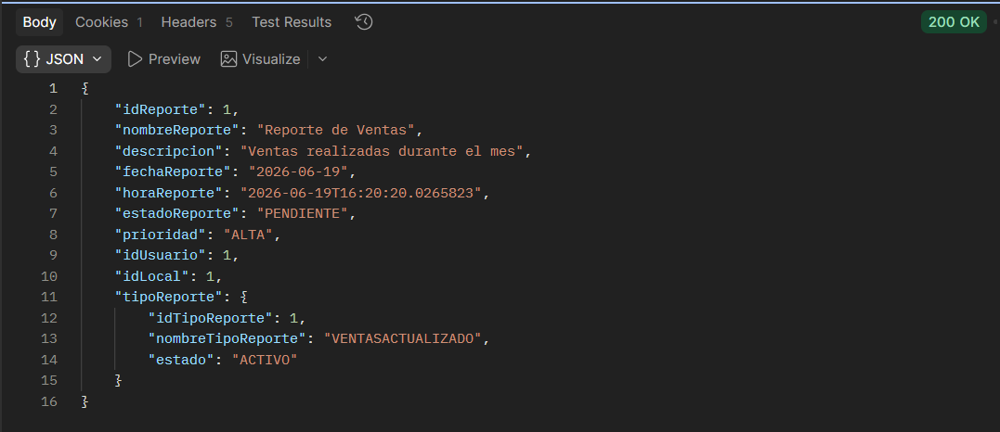 Body Cookies 1 Headers 5 Test Results 200 OK
{} JSON Preview Visualize
1 {
2 "idReporte": 1,
3 "nombreReporte": "Reporte de Ventas",
4 "descripcion": "Ventas realizadas durante el mes",
5 "fechaReporte": "2026-06-19",
6 "horaReporte": "2026-06-19T16:20:20.0265823",
7 "estadoReporte": "PENDIENTE",
8 "prioridad": "ALTA",
9 "idUsuario": 1,
10 "idLocal": 1,
11 "tipoReporte": {
12 "idTipoReporte": 1,
13 "nombreTipoReporte": "VENTASACTUALIZADO",
14 "estado": "ACTIVO"
15 }
16 }